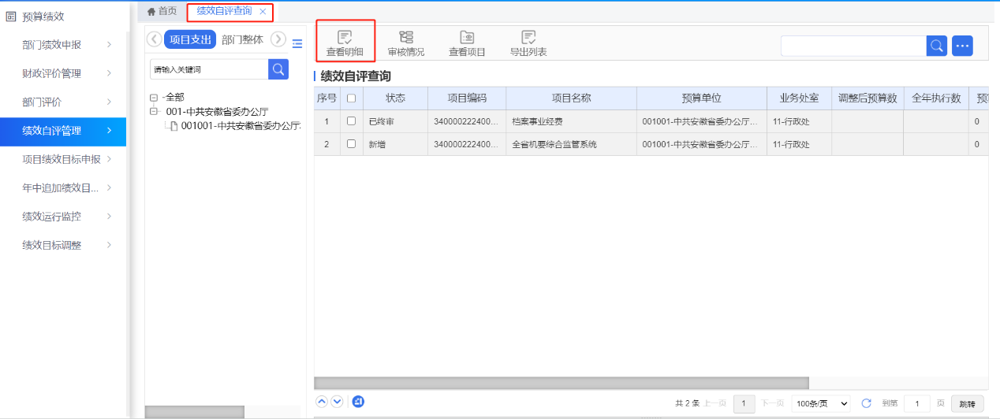 预算绩效
部门绩效申报
财政评价管理
部门评价
绩效自评管理
项目绩效目标申报
年中追加绩效目...
绩效运行监控
绩效目标调整
首页 绩效自评查询
项目支出 部门整体
请输入关键词
-全部
001-中共安徽省委办公厅
001001-中共安徽省委办公厅
查看明细 审核情况 查看项目 导出列表
绩效自评查询
序号 状态 项目编码 项目名称 预算单位 业务处室 调整后预算数 全年执行数 预
1 已终审 340000222400... 档案事业经费 001001-中共安徽省委办公厅... 11-行政处 0
2 新增 340000222400... 全省机要综合监管系统 001001-中共安徽省委办公厅... 11-行政处 0
共 2 条 上一页 1 下一页 100条/页 到第 1 页 跳转